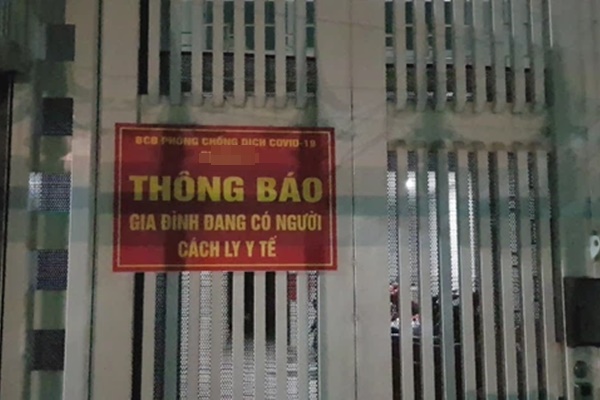 BCĐ PHÒNG CHỐNG DỊCH COVID-19
THÔNG BÁO
GIA ĐÌNH ĐANG CÓ NGƯỜI
CÁCH LY Y TẾ